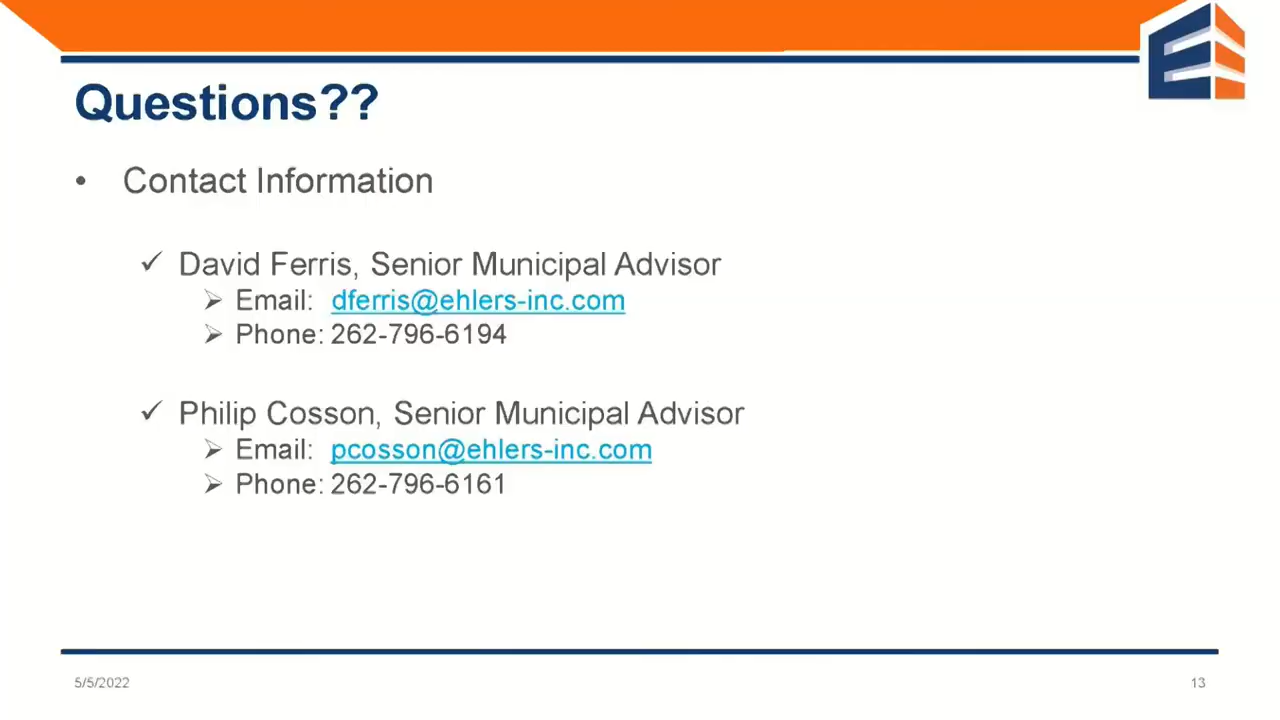 Questions??
• Contact Information
✓ David Ferris, Senior Municipal Advisor
➢ Email: dferris@ehlers-inc.com
➢ Phone: 262-796-6194
✓ Philip Cosson, Senior Municipal Advisor
➢ Email: pcosson@ehlers-inc.com
➢ Phone: 262-796-6161
5/5/2022
13